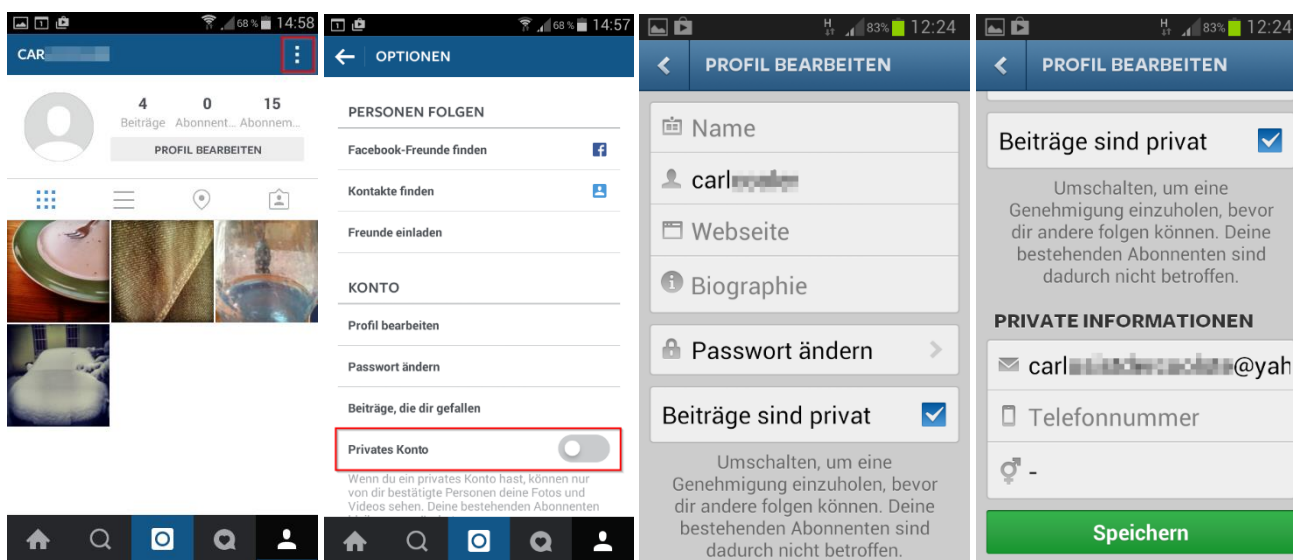 68 % 14:58
CAR
4 0 15
Beiträge Abonnent... Abonnem...
PROFIL BEARBEITEN
1 68 % 14:57
OPTIONEN
PERSONEN FOLGEN
Facebook-Freunde finden
Kontakte finden
Freunde einladen
KONTO
Profil bearbeiten
Passwort ändern
Beiträge, die dir gefallen
Privates Konto
Wenn du ein privates Konto hast, können nur
von dir bestätigte Personen deine Fotos und
Videos sehen. Deine bestehenden Abonnenten
H 83% 12:24
PROFIL BEARBEITEN
Name
carl
Webseite
Biographie
Passwort ändern
Beiträge sind privat
Umschalten, um eine
Genehmigung einzuholen, bevor
dir andere folgen können. Deine
bestehenden Abonnenten sind
dadurch nicht betroffen.
H 83% 12:24
PROFIL BEARBEITEN
Beiträge sind privat
Umschalten, um eine
Genehmigung einzuholen, bevor
dir andere folgen können. Deine
bestehenden Abonnenten sind
dadurch nicht betroffen.
PRIVATE INFORMATIONEN
carl @yah
Telefonnummer
-
Speichern